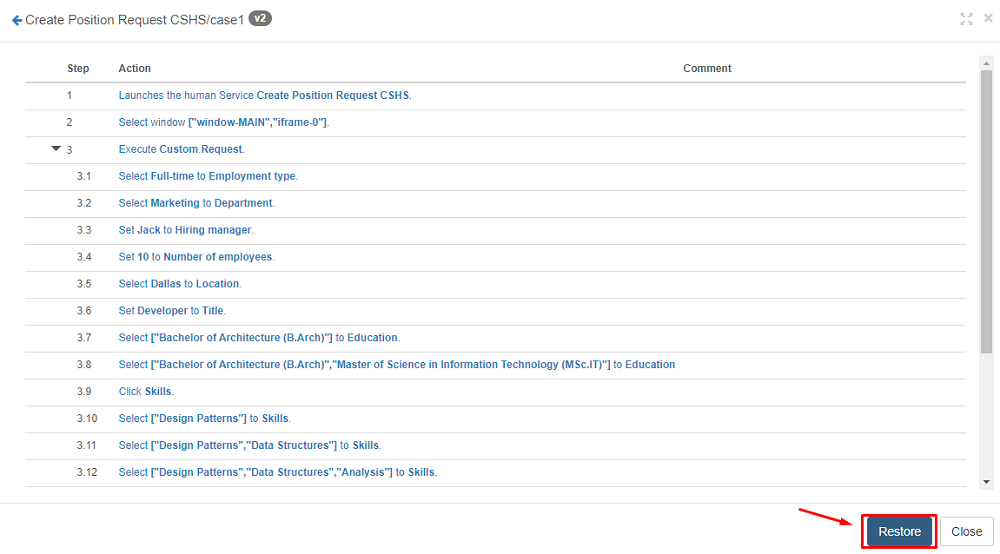 Create Position Request CSHS/case1 v2
Step Action Comment
1 Launches the human Service Create Position Request CSHS.
2 Select window ["window-MAIN","iframe-0"].
3 Execute Custom.Request.
3.1 Select Full-time to Employment type.
3.2 Select Marketing to Department.
3.3 Set Jack to Hiring manager.
3.4 Set 10 to Number of employees.
3.5 Select Dallas to Location.
3.6 Set Developer to Title.
3.7 Select ["Bachelor of Architecture (B.Arch)"] to Education.
3.8 Select ["Bachelor of Architecture (B.Arch)","Master of Science in Information Technology (MSc.IT)"] to Education
3.9 Click Skills.
3.10 Select ["Design Patterns"] to Skills.
3.11 Select ["Design Patterns","Data Structures"] to Skills.
3.12 Select ["Design Patterns","Data Structures","Analysis"] to Skills.
Restore Close